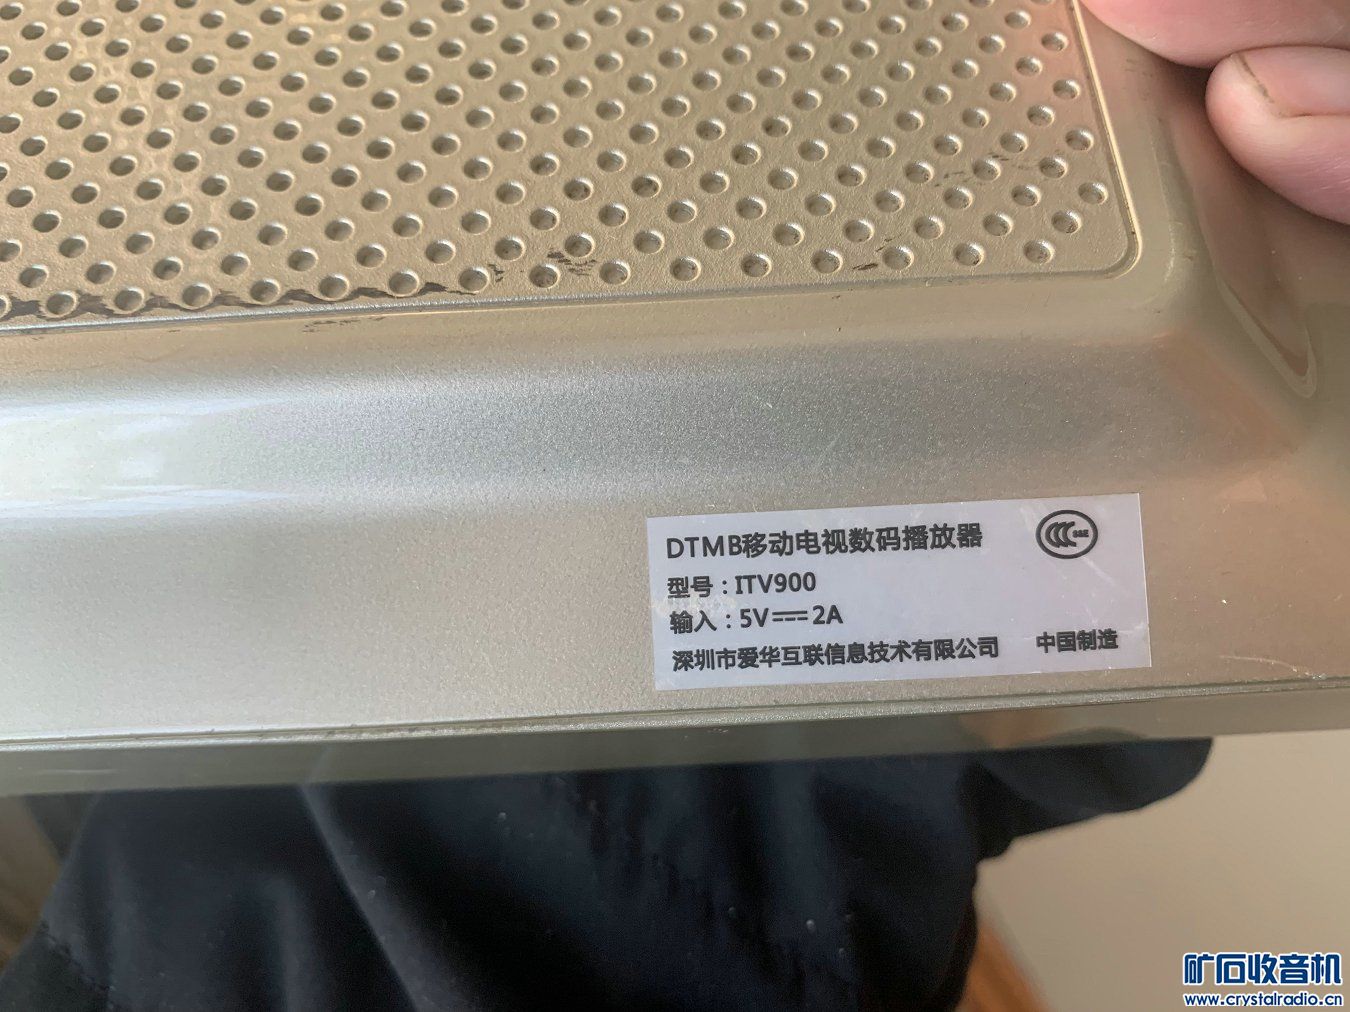 DTMB移动电视数码播放器
CCC S&E
型号：ITV900
输入：5V⎓2A
深圳市爱华互联信息技术有限公司 中国制造
矿石收音机
www.crystalradio.cn